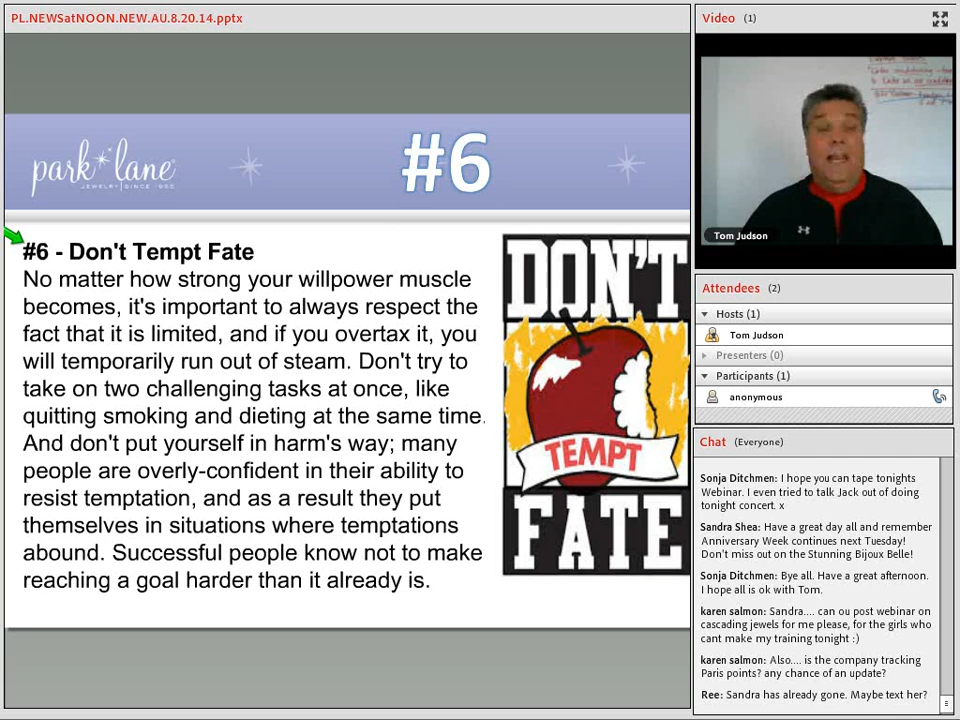 PL.NEWSatNOON.NEW.AU.8.20.14.pptx
park lane
JEWELRY | SINCE
#6
#6 - Don't Tempt Fate
No matter how strong your willpower muscle
becomes, it's important to always respect the
fact that it is limited, and if you overtax it, you
will temporarily run out of steam. Don't try to
take on two challenging tasks at once, like
quitting smoking and dieting at the same time.
And don't put yourself in harm's way; many
people are overly-confident in their ability to
resist temptation, and as a result they put
themselves in situations where temptations
abound. Successful people know not to make
reaching a goal harder than it already is.
DON'T
TEMPT
FATE
Video (1)
Tom Judson
Attendees (2)
Hosts (1)
Tom Judson
Presenters (0)
Participants (1)
anonymous
Chat (Everyone)
Sonja Ditchmen: I hope you can tape tonights
Webinar. I even tried to talk Jack out of doing
tonight concert. x
Sandra Shea: Have a great day all and remember
Anniversary Week continues next Tuesday!
Don't miss out on the Stunning Bijoux Belle!
Sonja Ditchmen: Bye all. Have a great afternoon.
I hope all is ok with Tom.
karen salmon: Sandra.... can ou post webinar on
cascading jewels for me please, for the girls who
cant make my training tonight :)
karen salmon: Also.... is the company tracking
Paris points? any chance of an update?
Ree: Sandra has already gone. Maybe text her?